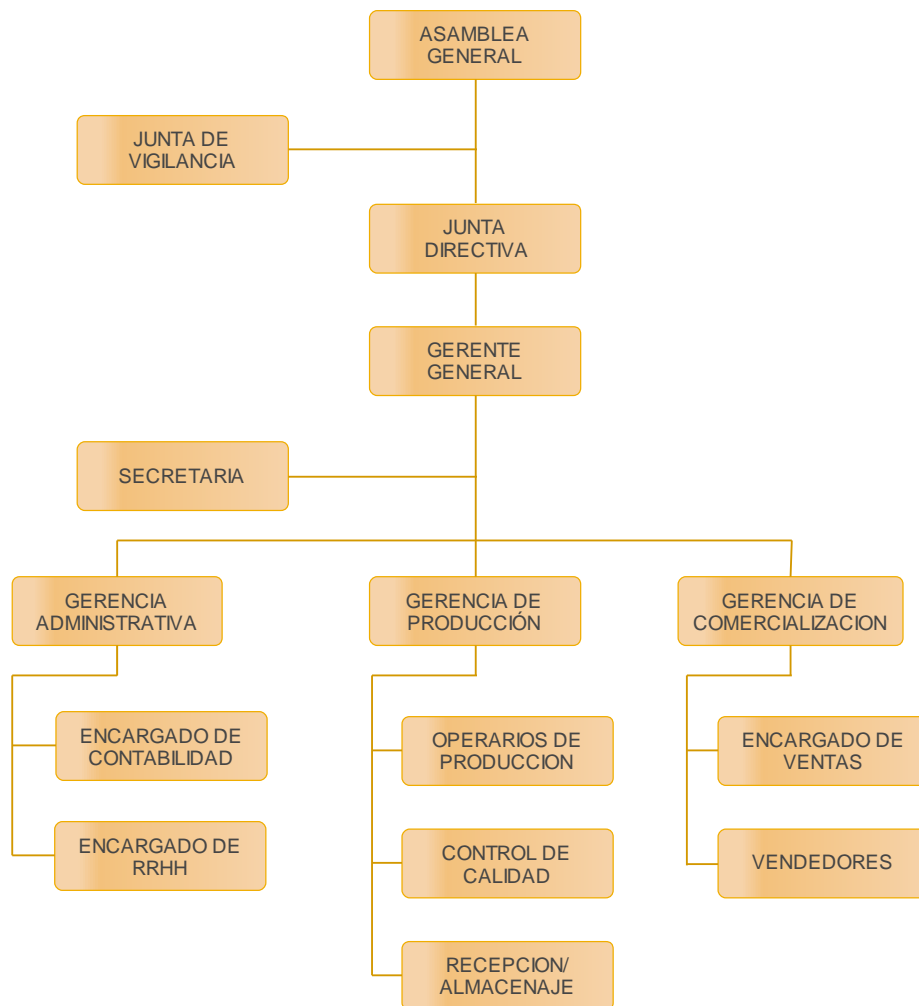 ASAMBLEA
GENERAL
JUNTA DE
VIGILANCIA
JUNTA
DIRECTIVA
GERENTE
GENERAL
SECRETARIA
GERENCIA
ADMINISTRATIVA
GERENCIA DE
PRODUCCIÓN
GERENCIA DE
COMERCIALIZACION
ENCARGADO DE
CONTABILIDAD
ENCARGADO DE
RRHH
OPERARIOS DE
PRODUCCION
CONTROL DE
CALIDAD
RECEPCION/
ALMACENAJE
ENCARGADO DE
VENTAS
VENDEDORES